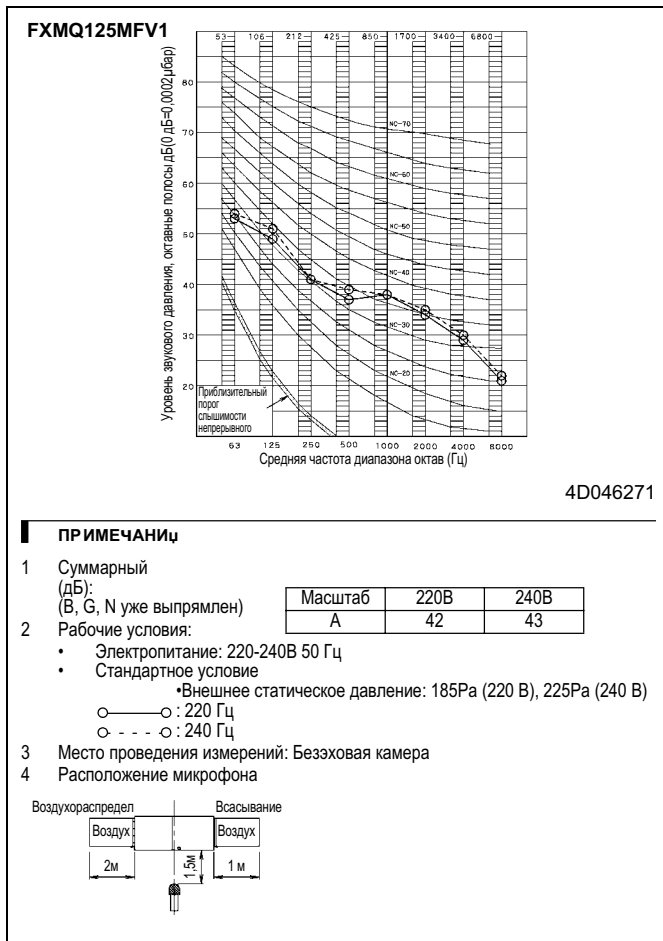 FXMQ125MFV1
53 106 212 425 850 1700 3400 6800
Уровень звукового давления, октавные полосы дБ(0 дБ=0,0002µбар)
80
70
60
50
40
30
20
NC-70
NC-60
NC-50
NC-40
NC-30
NC-20
Приблизительный
порог
слышимости
непрерывного
63 125 250 500 1000 2000 4000 8000
Средняя частота диапазона октав (Гц)
4D046271
ПРИМЕЧАНИџ
1 Суммарный
(дБ):
(B, G, N уже выпрямлен)
Масштаб 220В 240В
A 42 43
2 Рабочие условия:
• Электропитание: 220-240В 50 Гц
• Стандартное условие
•Внешнее статическое давление: 185Pa (220 В), 225Pa (240 В)
: 220 Гц
: 240 Гц
3 Место проведения измерений: Безэховая камера
4 Расположение микрофона
Воздухораспредел Всасывание
Воздух Воздух
2м 1,5м 1 м